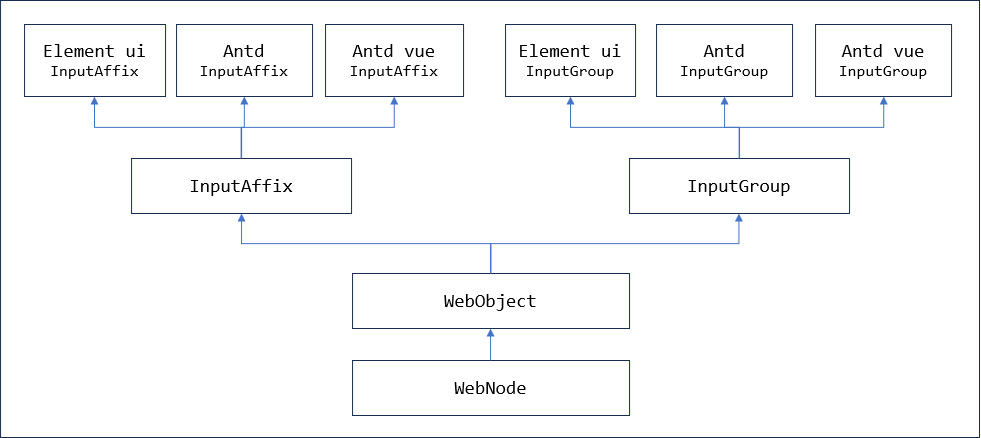 Element ui
InputAffix
Antd
InputAffix
Antd vue
InputAffix
Element ui
InputGroup
Antd
InputGroup
Antd vue
InputGroup
InputAffix
InputGroup
WebObject
WebNode